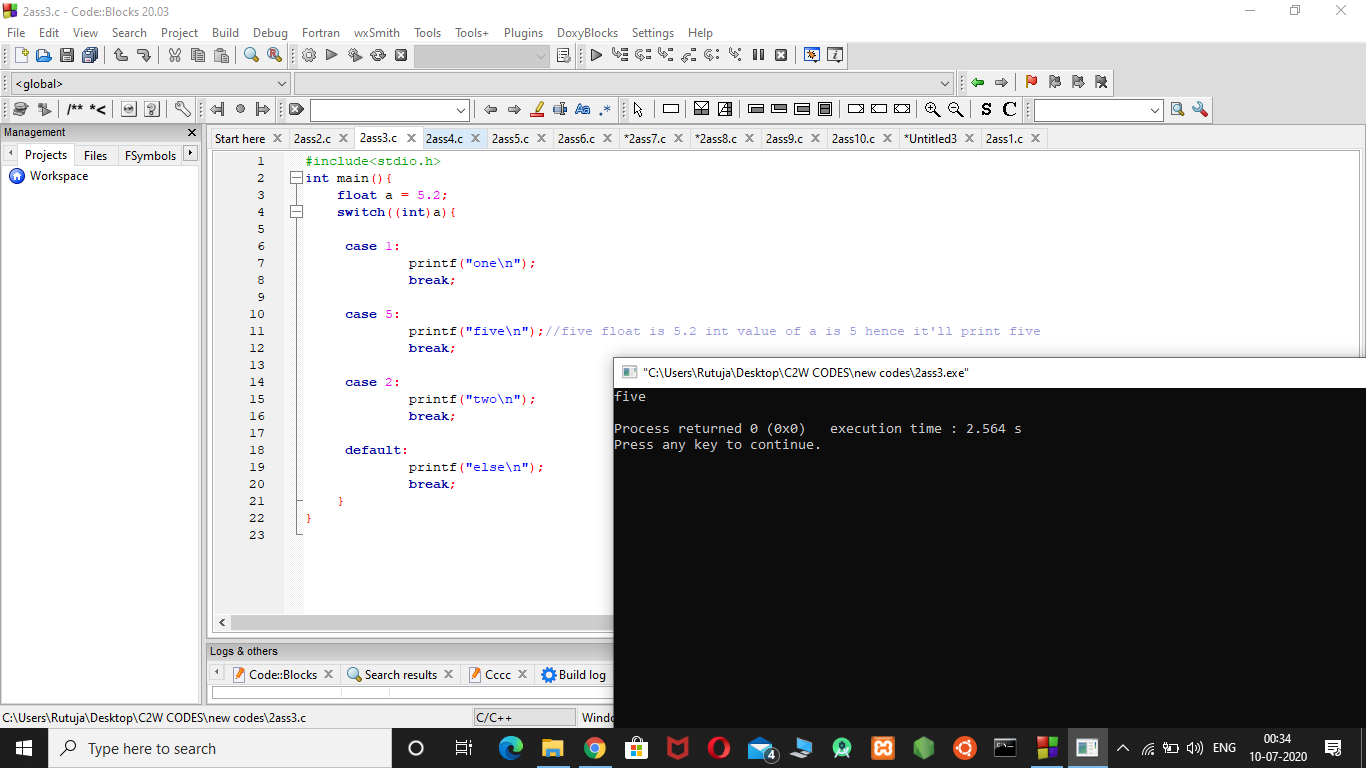 2ass3.c - Code::Blocks 20.03
File Edit View Search Project Build Debug Fortran wxSmith Tools Tools+ Plugins DoxyBlocks Settings Help
<global>
/** *<
Aa .*
S C
Management
Projects Files FSymbols
Workspace
Start here 2ass2.c 2ass3.c 2ass4.c 2ass5.c 2ass6.c *2ass7.c *2ass8.c 2ass9.c 2ass10.c *Untitled3 2ass1.c
1 #include<stdio.h>
2 int main(){
3 float a = 5.2;
4 switch((int)a){
5
6 case 1:
7 printf("one\n");
8 break;
9
10 case 5:
11 printf("five\n");//five float is 5.2 int value of a is 5 hence it'll print five
12 break;
13
14 case 2:
15 printf("two\n");
16 break;
17
18 default:
19 printf("else\n");
20 break;
21 }
22 }
23
"C:\Users\Rutuja\Desktop\C2W CODES\new codes\2ass3.exe"
five
Process returned 0 (0x0) execution time : 2.564 s
Press any key to continue.
Logs & others
Code::Blocks Search results Cccc Build log
C:\Users\Rutuja\Desktop\C2W CODES\new codes\2ass3.c C/C++ Windo
Type here to search
4
ENG
00:34
10-07-2020